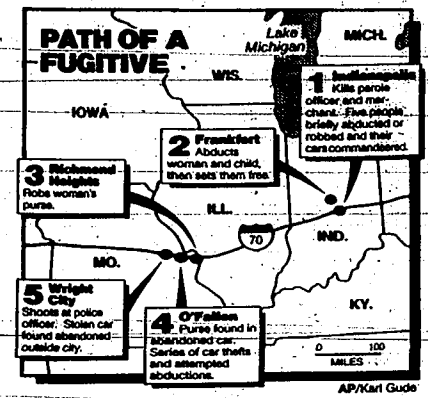 PATH OF A
FUGITIVE
Lake
Michigan
MICH.
WIS.
IOWA
1 Indianapolis
Kills parole
officer and mer-
chant. Five people
briefly abducted or
robbed and their
cars commandeered.
2 Frankfort
Abducts
woman and child,
then sets them free.
3 Richmond
Heights
Robs woman's
purse.
ILL.
70
IND.
MO.
5 Wright
City
Shoots at police
officer. Stolen car
found abandoned
outside city.
4 O'Fallon
Purse found in
abandoned car.
Series of car thefts
and attempted
abductions.
KY.
0 100
MILES
AP/Karl Gude